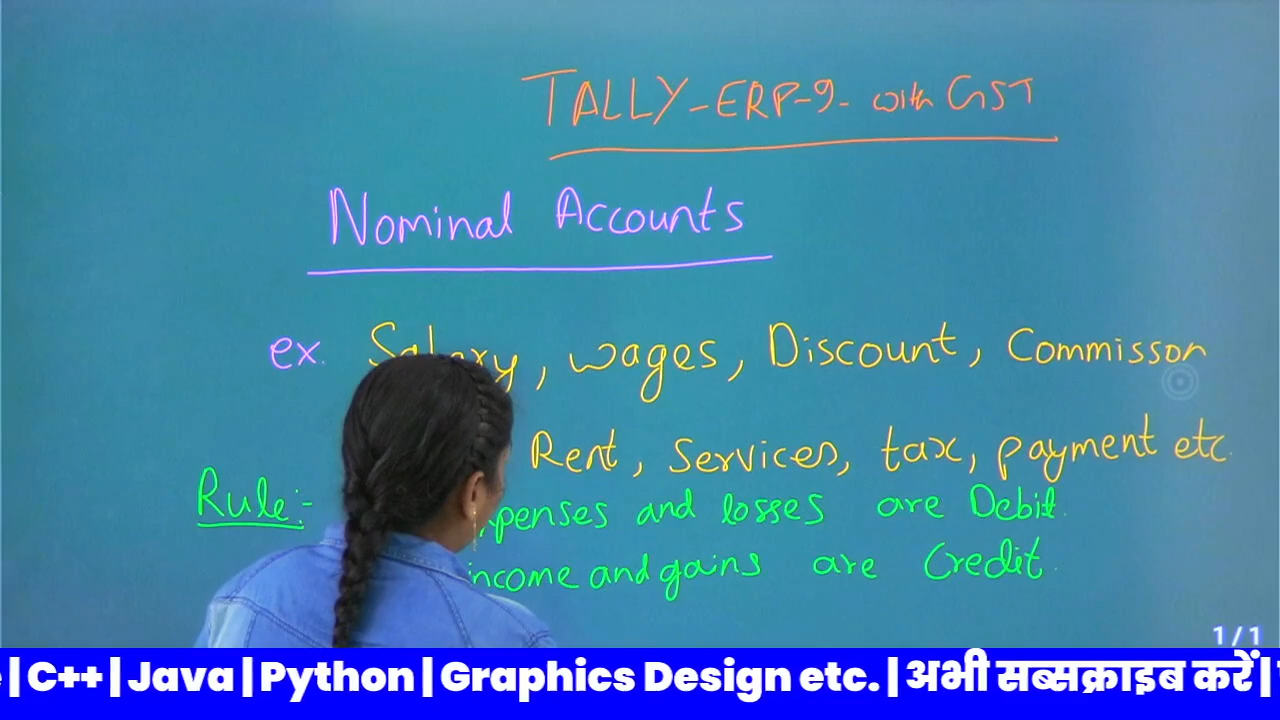 TALLY-ERP-9- with GST
Nominal Accounts
ex. Salary, wages, Discount, Commisson
Rent, Services, tax, payment etc.
Rule:- xpenses and losses are Debit.
income and gains are Credit.
1/1
e | C++ | Java | Python | Graphics Design etc. | अभी सब्सक्राइब करें |